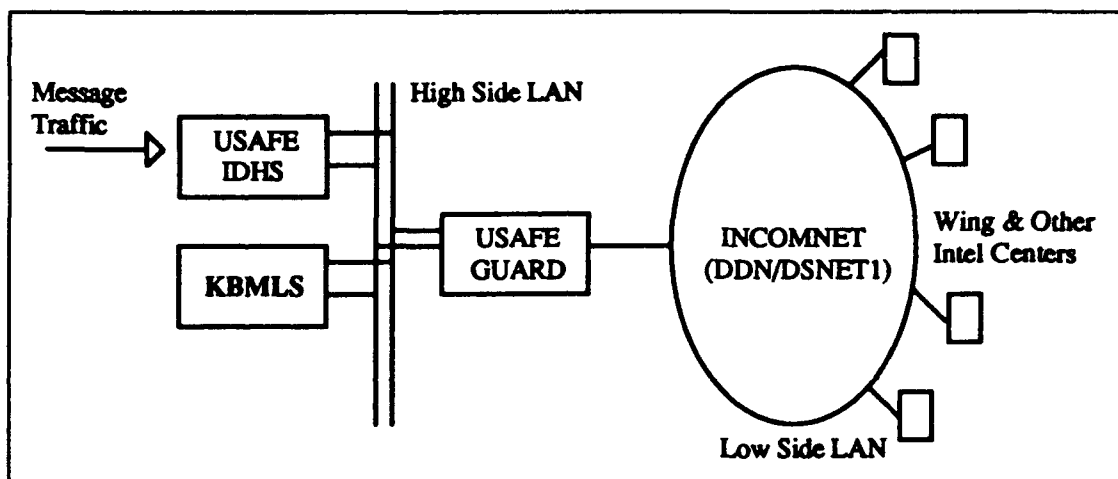 Message
Traffic
High Side LAN
USAFE
IDHS
KBMLS
USAFE
GUARD
INCOMNET
(DDN/DSNET1)
Wing & Other
Intel Centers
Low Side LAN